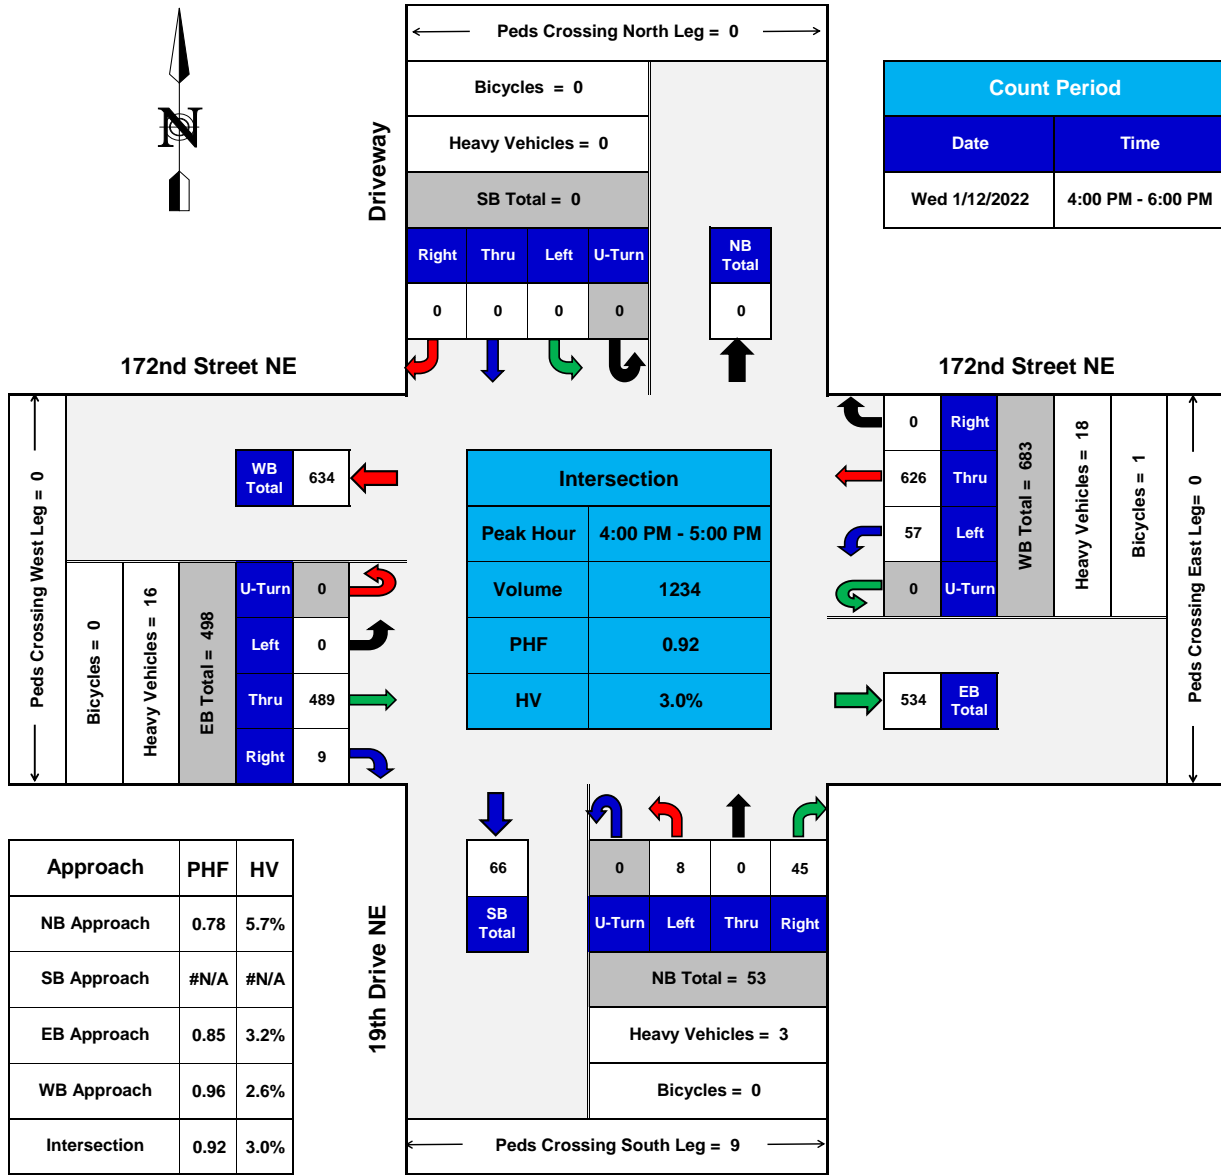 Peds Crossing North Leg = 0
Bicycles = 0
Heavy Vehicles = 0
SB Total = 0
Right Thru Left U-Turn
0 0 0 0
NB
Total
0
Driveway
N
Count Period
Date Time
Wed 1/12/2022 4:00 PM - 6:00 PM
172nd Street NE
172nd Street NE
Peds Crossing West Leg = 0
Bicycles = 0
Heavy Vehicles = 16
EB Total = 498
WB
Total
634
U-Turn 0
Left 0
Thru 489
Right 9
Intersection
Peak Hour 4:00 PM - 5:00 PM
Volume 1234
PHF 0.92
HV 3.0%
0 Right
626 Thru
57 Left
0 U-Turn
WB Total = 683
Heavy Vehicles = 18
Bicycles = 1
Peds Crossing East Leg= 0
534
EB
Total
Approach PHF HV
NB Approach 0.78 5.7%
SB Approach #N/A #N/A
EB Approach 0.85 3.2%
WB Approach 0.96 2.6%
Intersection 0.92 3.0%
19th Drive NE
66
SB
Total
0 8 0 45
U-Turn Left Thru Right
NB Total = 53
Heavy Vehicles = 3
Bicycles = 0
Peds Crossing South Leg = 9